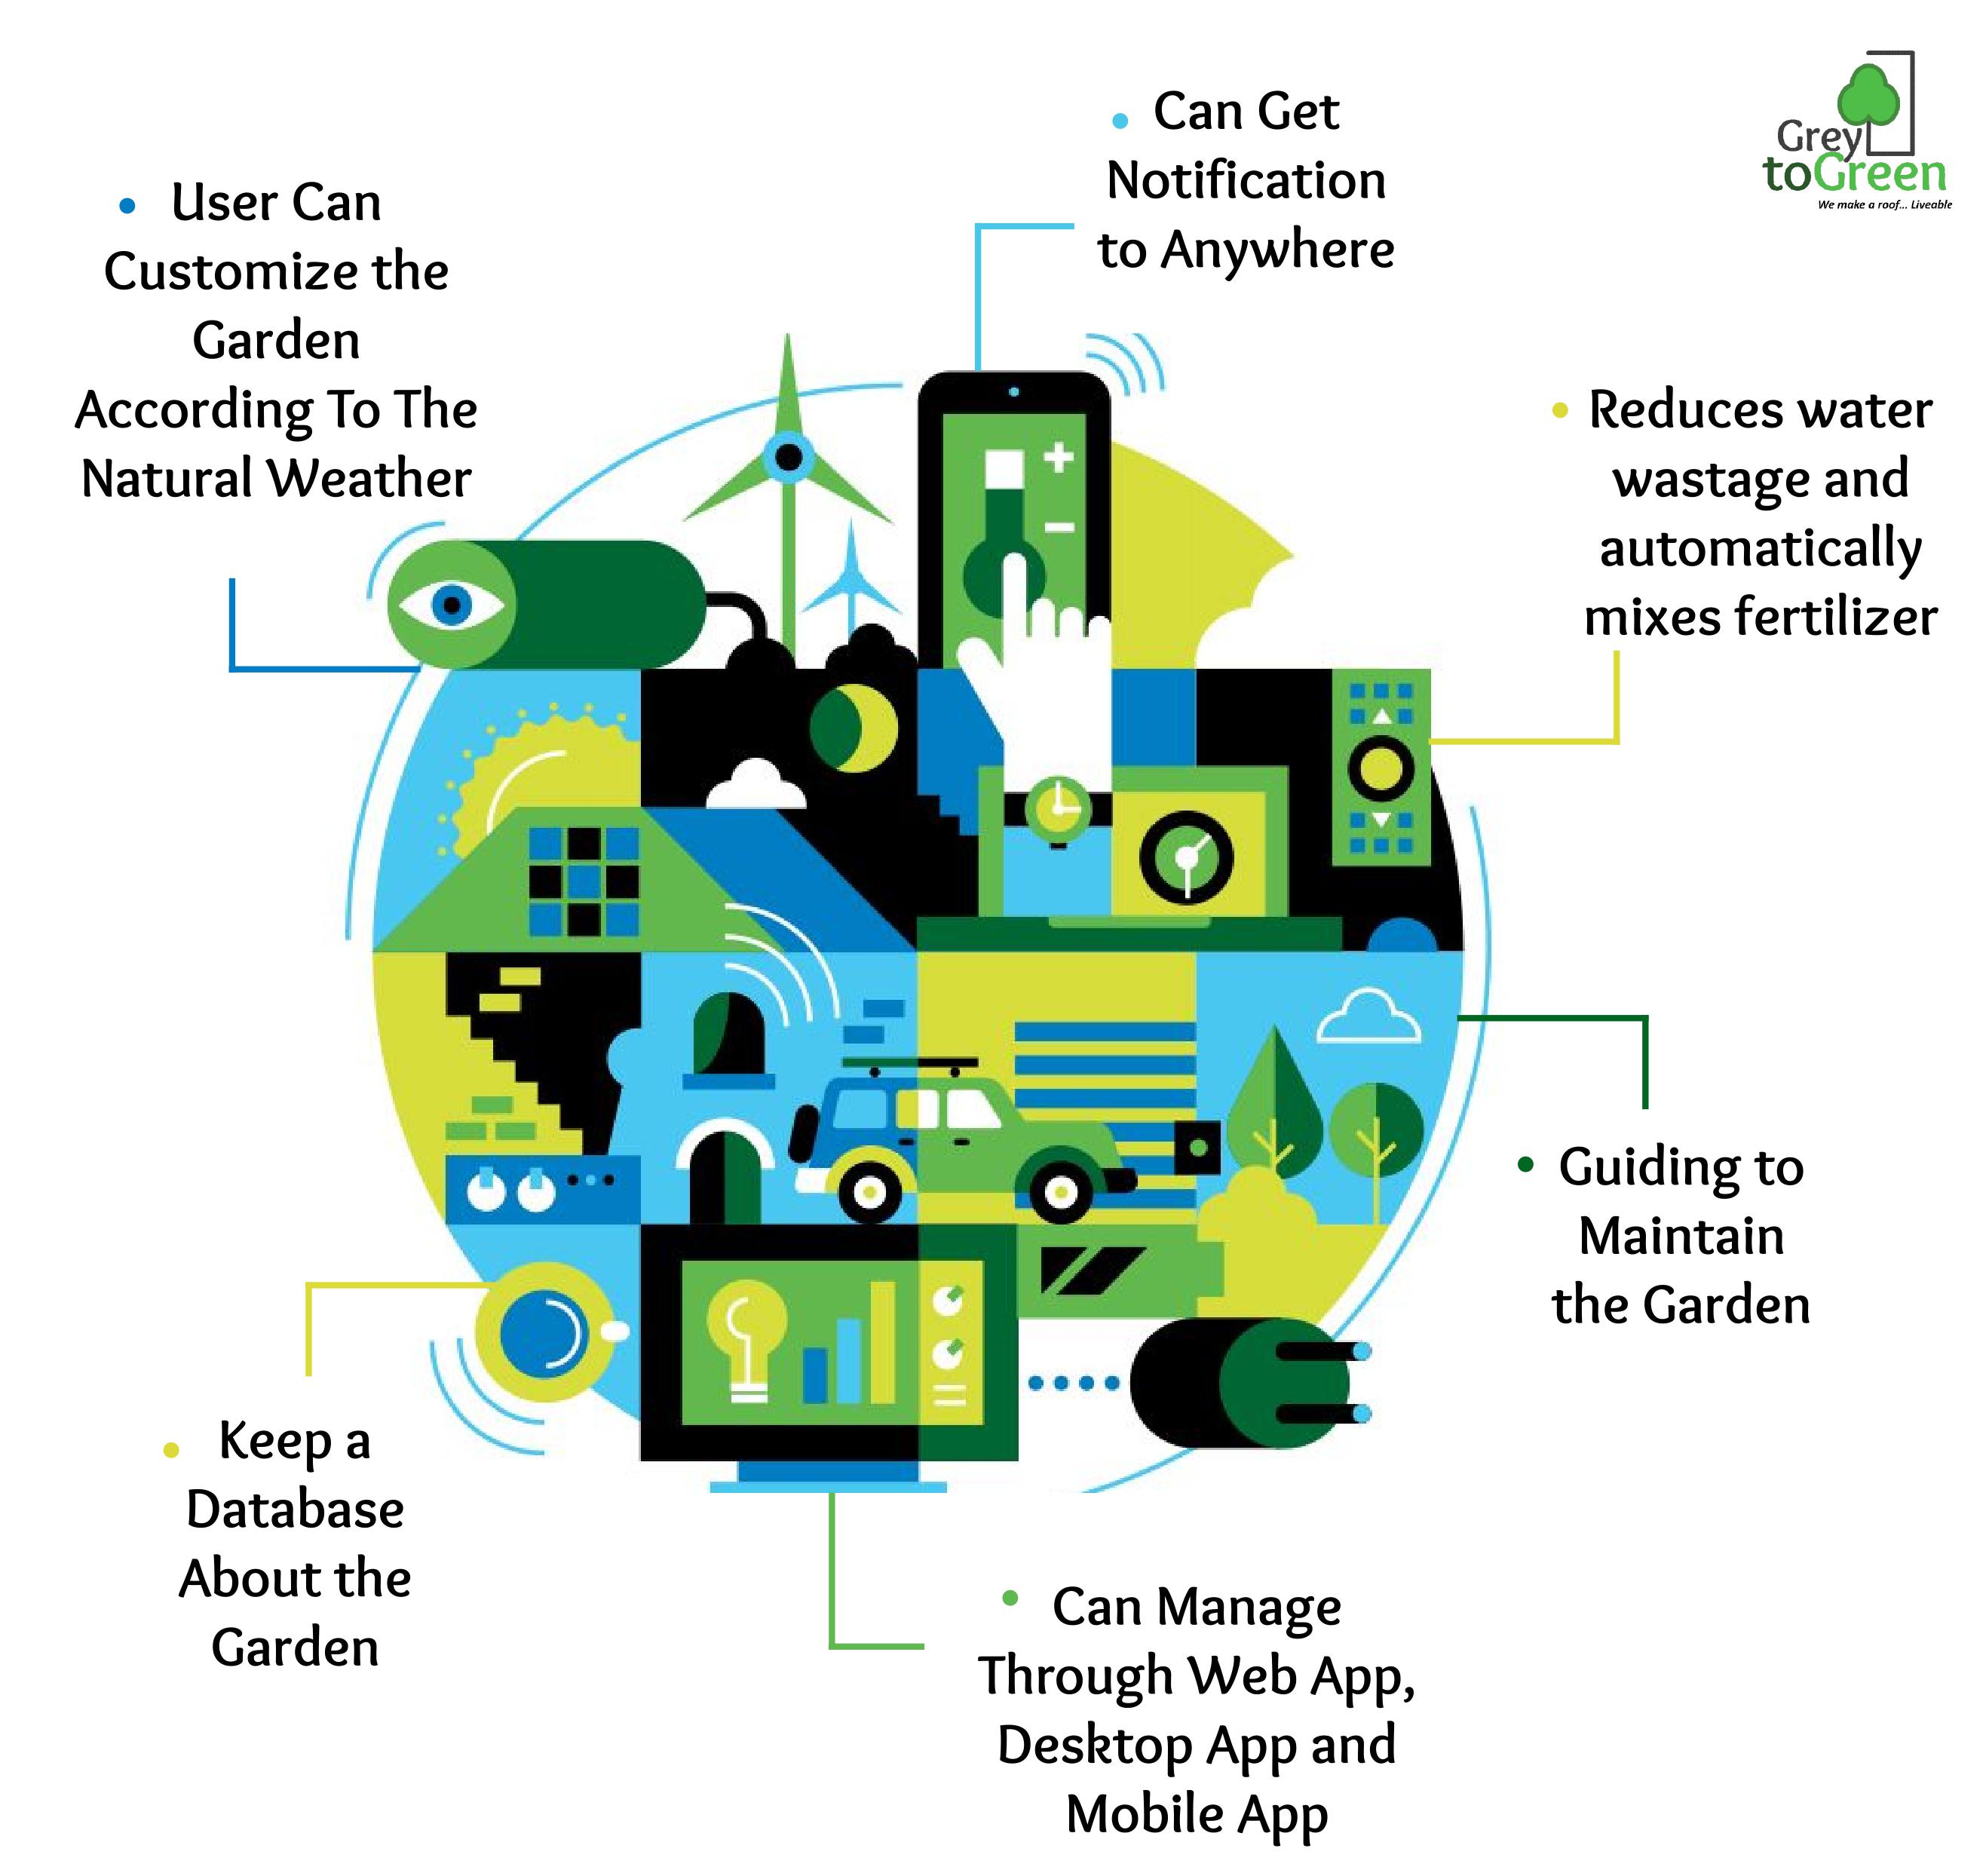 Grey
toGreen
We make a roof... Liveable
• Can Get
Notification
to Anywhere
• User Can
Customize the
Garden
According To The
Natural Weather
• Reduces water
wastage and
automatically
mixes fertilizer
• Guiding to
Maintain
the Garden
• Keep a
Database
About the
Garden
• Can Manage
Through Web App,
Desktop App and
Mobile App